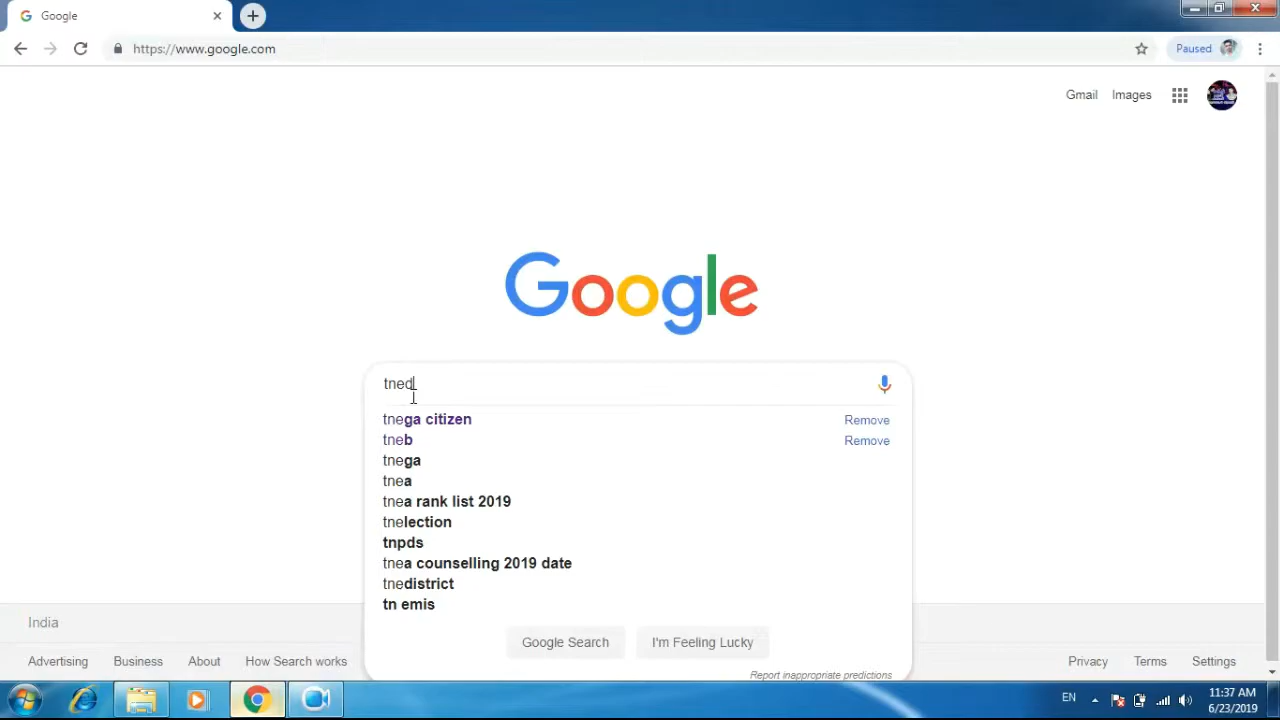 Google
https://www.google.com
Paused
Gmail Images
Google
tned
tnega citizen Remove
tneb Remove
tnega
tnea
tnea rank list 2019
tnelection
tnpds
tnea counselling 2019 date
tnedistrict
tn emis
India
Google Search I'm Feeling Lucky
Advertising Business About How Search works Privacy Terms Settings
Report inappropriate predictions
EN 11:37 AM
6/23/2019